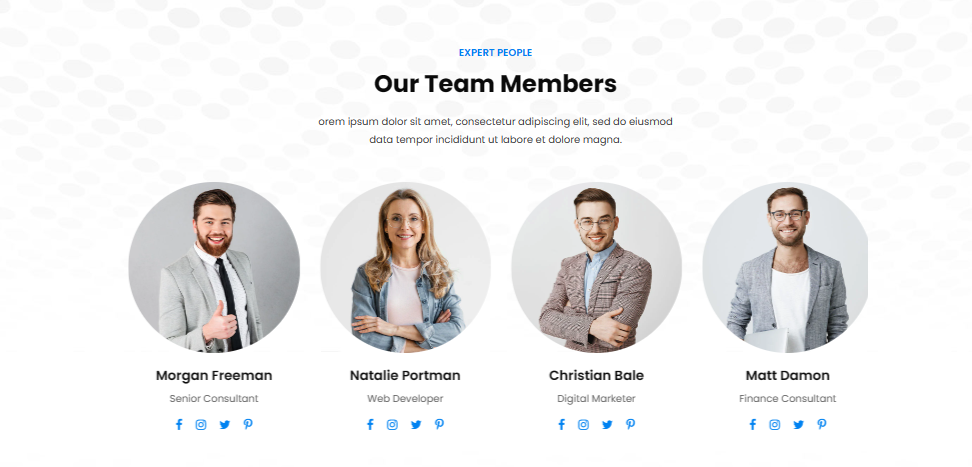 EXPERT PEOPLE
Our Team Members
orem ipsum dolor sit amet, consectetur adipiscing elit, sed do eiusmod
data tempor incididunt ut labore et dolore magna.
Morgan Freeman
Senior Consultant
Natalie Portman
Web Developer
Christian Bale
Digital Marketer
Matt Damon
Finance Consultant